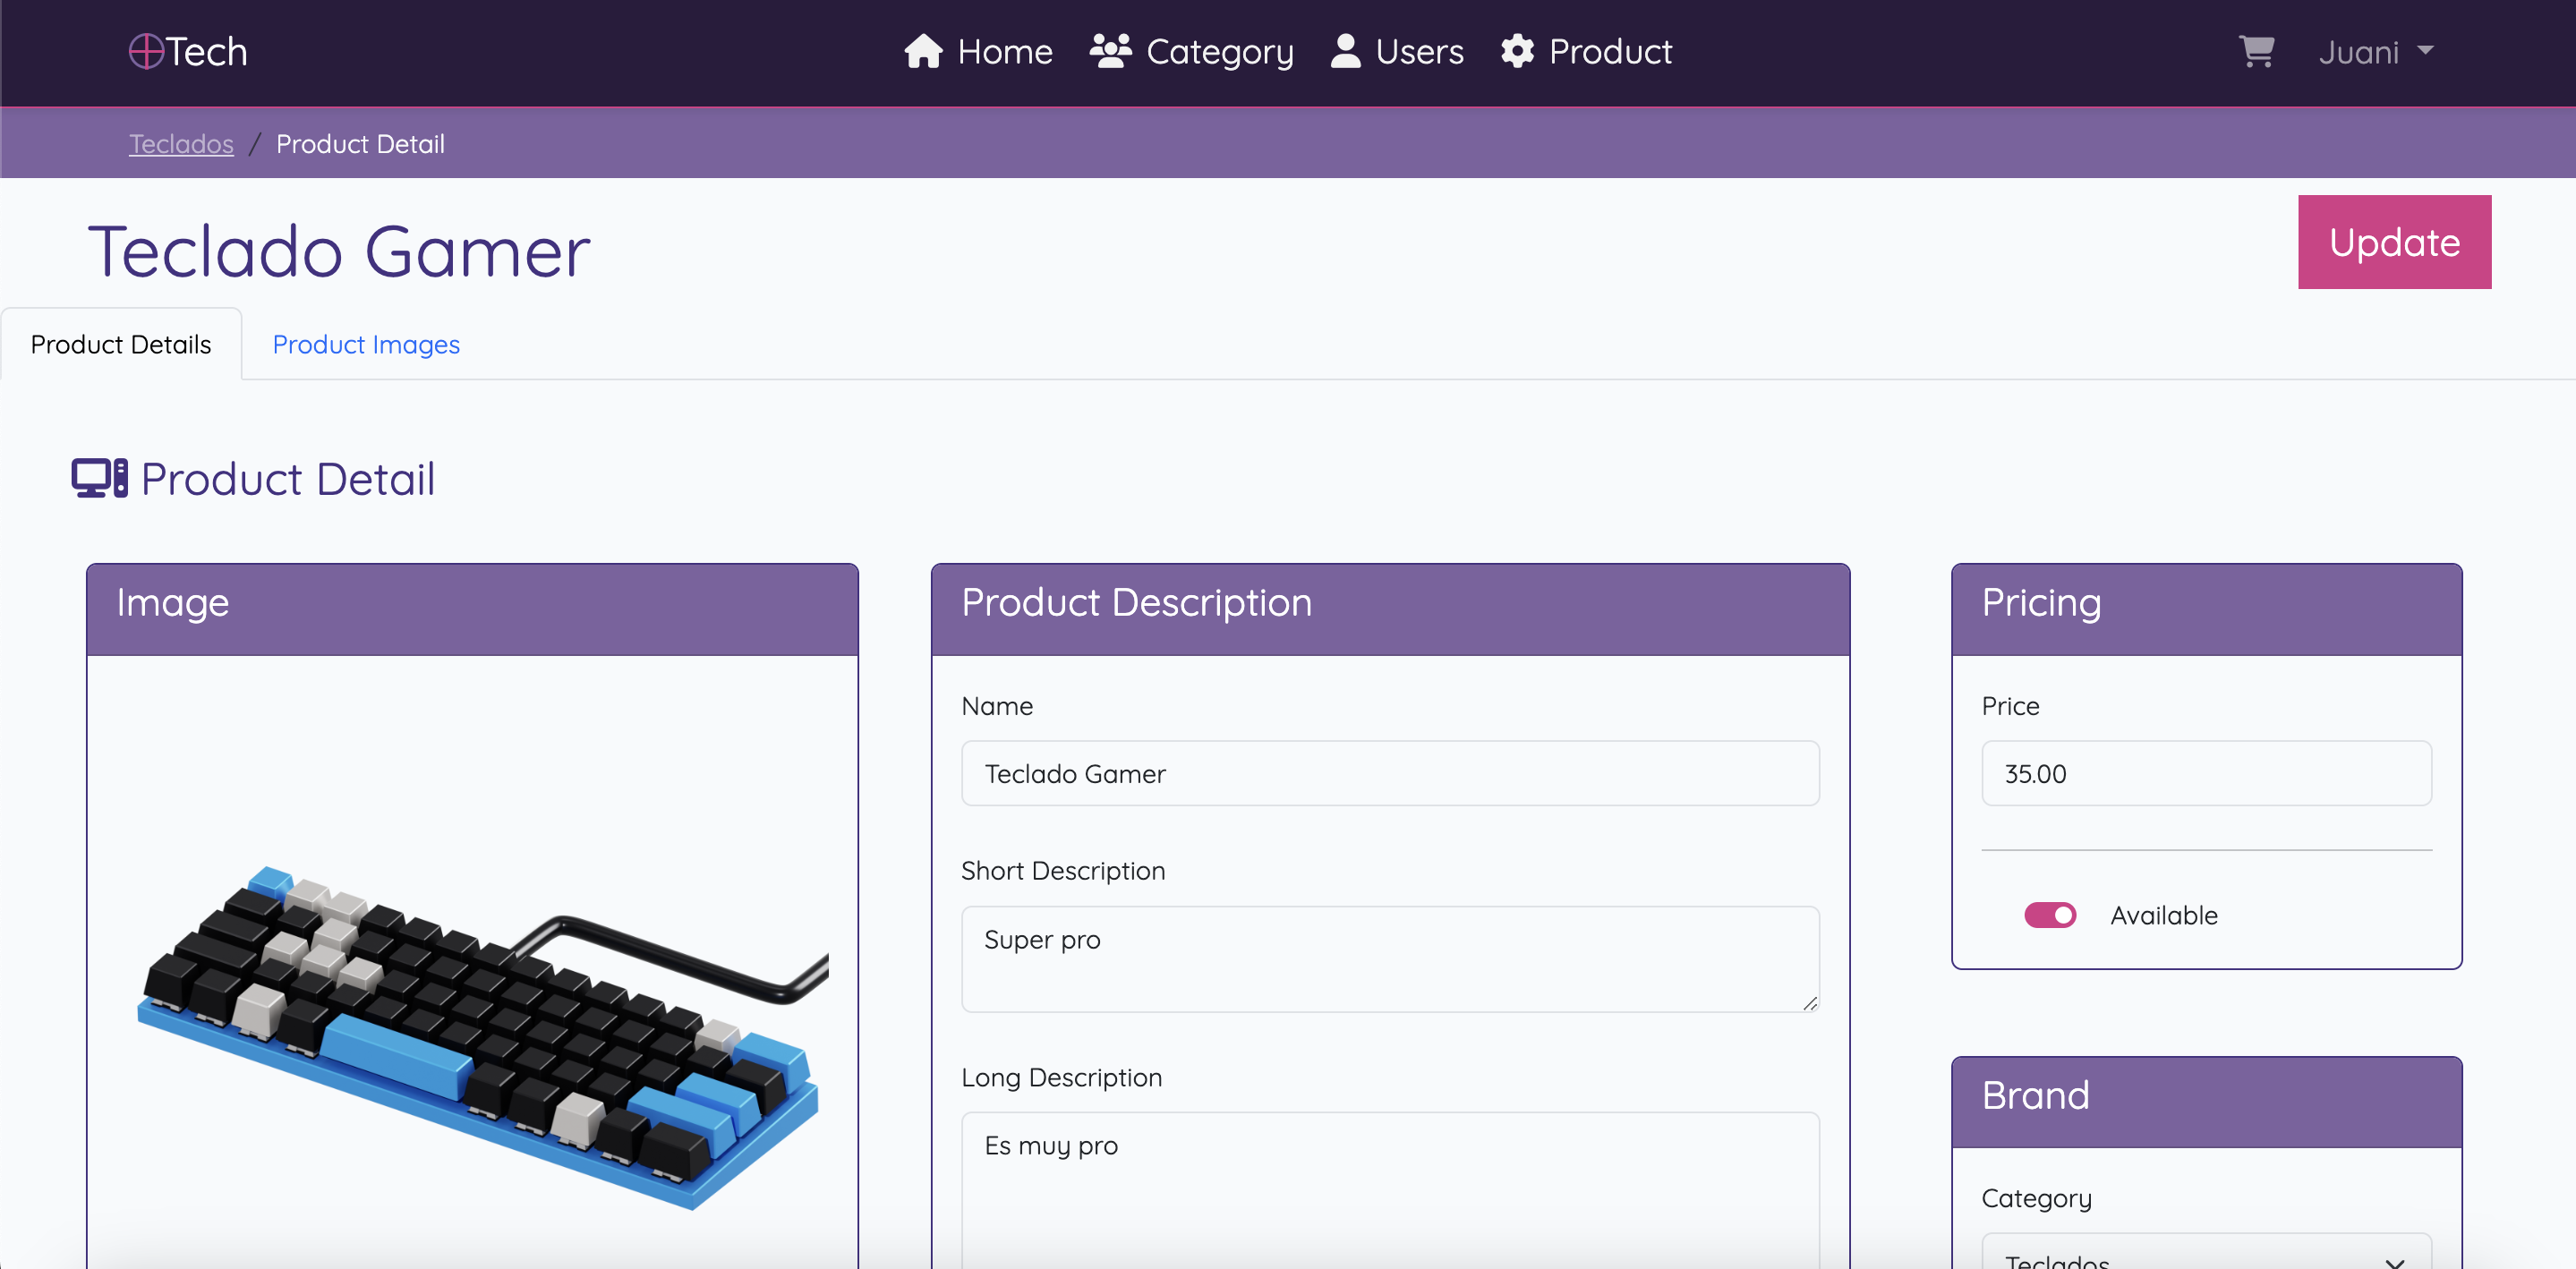 Tech
Home
Category
Users
Product
Juani
Teclados / Product Detail
Teclado Gamer
Update
Product Details
Product Images
Product Detail
Image
Product Description
Name
Teclado Gamer
Short Description
Super pro
Long Description
Es muy pro
Pricing
Price
35.00
Available
Brand
Category
Teclados